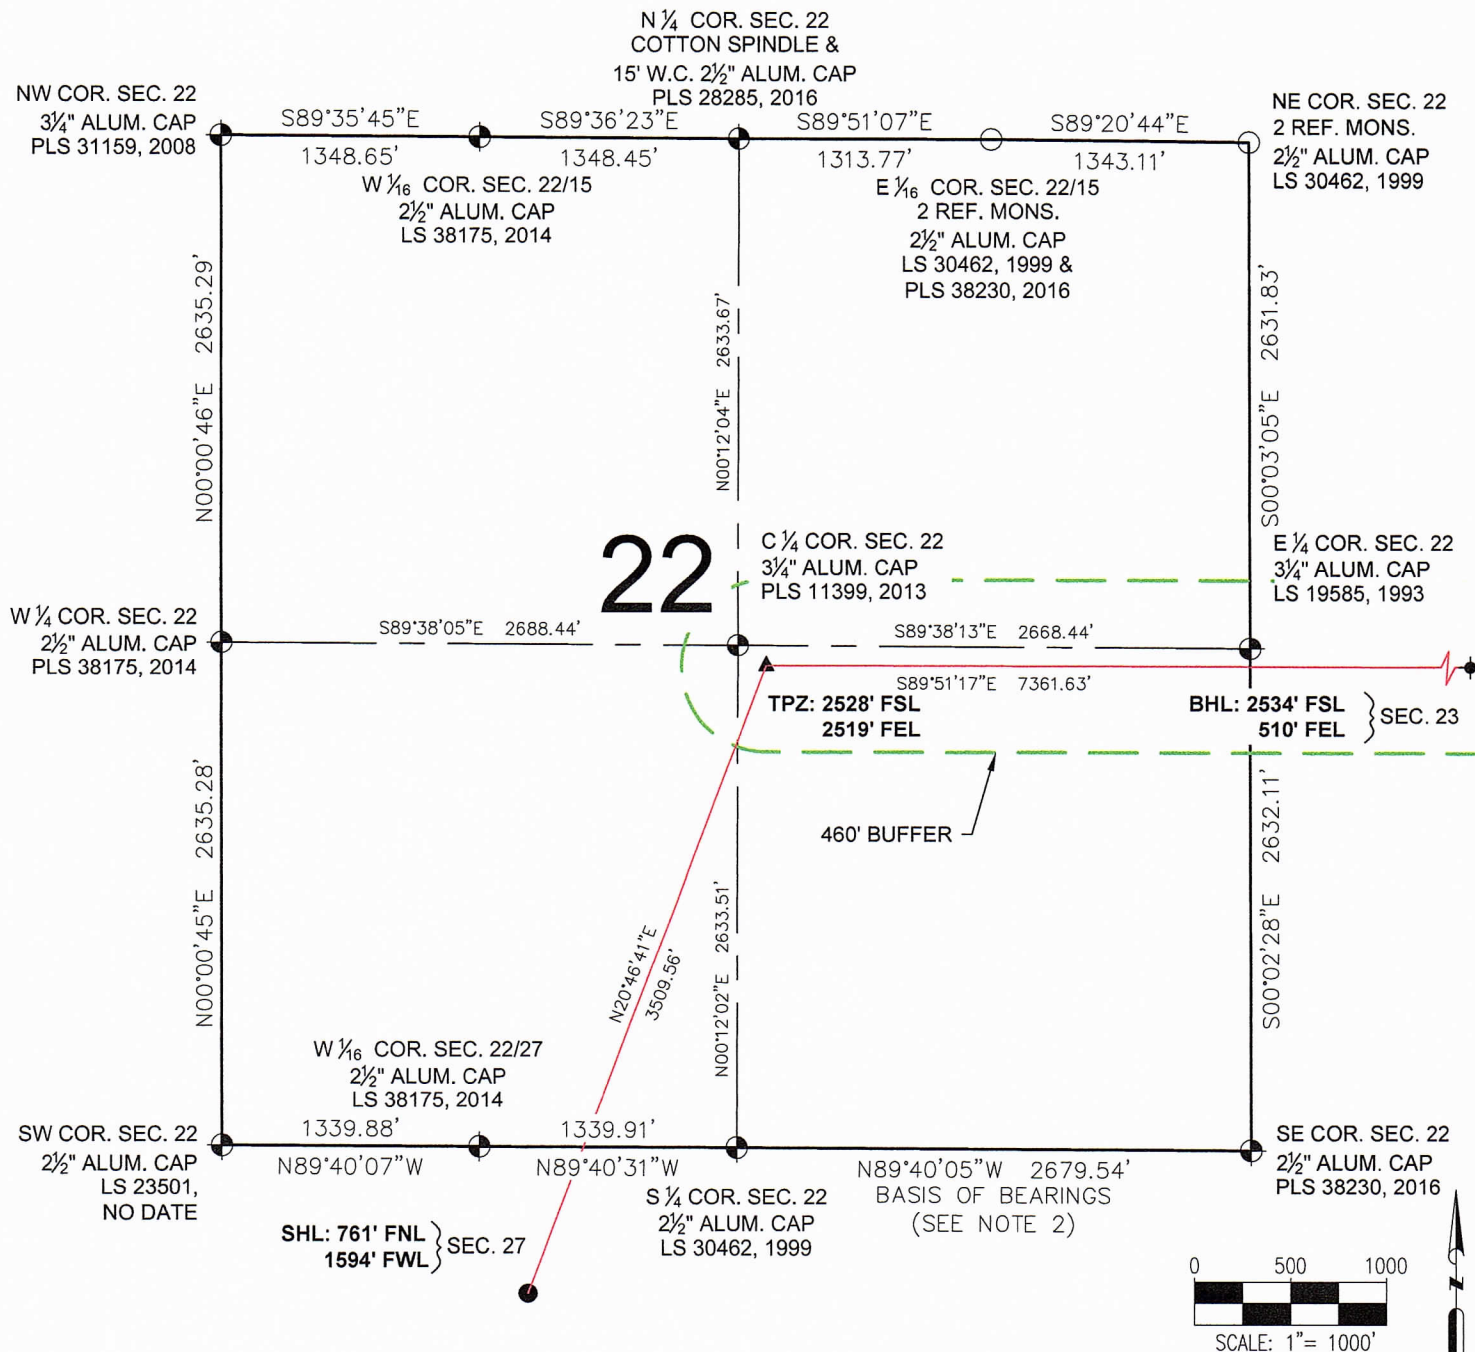 N ¼ COR. SEC. 22
COTTON SPINDLE &
15' W.C. 2½" ALUM. CAP
PLS 28285, 2016
NW COR. SEC. 22
3¼" ALUM. CAP
PLS 31159, 2008
S89°35'45"E
1348.65'
S89°36'23"E
1348.45'
S89°51'07"E
1313.77'
S89°20'44"E
1343.11'
NE COR. SEC. 22
2 REF. MONS.
2½" ALUM. CAP
LS 30462, 1999
W 1⁄16 COR. SEC. 22/15
2½" ALUM. CAP
LS 38175, 2014
E 1⁄16 COR. SEC. 22/15
2 REF. MONS.
2½" ALUM. CAP
LS 30462, 1999 &
PLS 38230, 2016
N00°00'46"E 2635.29'
N00°12'04"E 2633.67'
S00°03'05"E 2631.83'
22
C ¼ COR. SEC. 22
3¼" ALUM. CAP
PLS 11399, 2013
E ¼ COR. SEC. 22
3¼" ALUM. CAP
LS 19585, 1993
W ¼ COR. SEC. 22
2½" ALUM. CAP
PLS 38175, 2014
S89°38'05"E 2688.44'
S89°38'13"E 2668.44'
S89°51'17"E 7361.63'
TPZ: 2528' FSL
2519' FEL
BHL: 2534' FSL
510' FEL
SEC. 23
460' BUFFER
N00°00'45"E 2635.28'
N20°46'41"E
3509.56'
N00°12'02"E 2633.51'
S00°02'28"E 2632.11'
W 1⁄16 COR. SEC. 22/27
2½" ALUM. CAP
LS 38175, 2014
SW COR. SEC. 22
2½" ALUM. CAP
LS 23501,
NO DATE
1339.88'
N89°40'07"W
1339.91'
N89°40'31"W
N89°40'05"W 2679.54'
BASIS OF BEARINGS
(SEE NOTE 2)
SE COR. SEC. 22
2½" ALUM. CAP
PLS 38230, 2016
S ¼ COR. SEC. 22
2½" ALUM. CAP
LS 30462, 1999
SHL: 761' FNL
1594' FWL
SEC. 27
0 500 1000
SCALE: 1"= 1000'
N